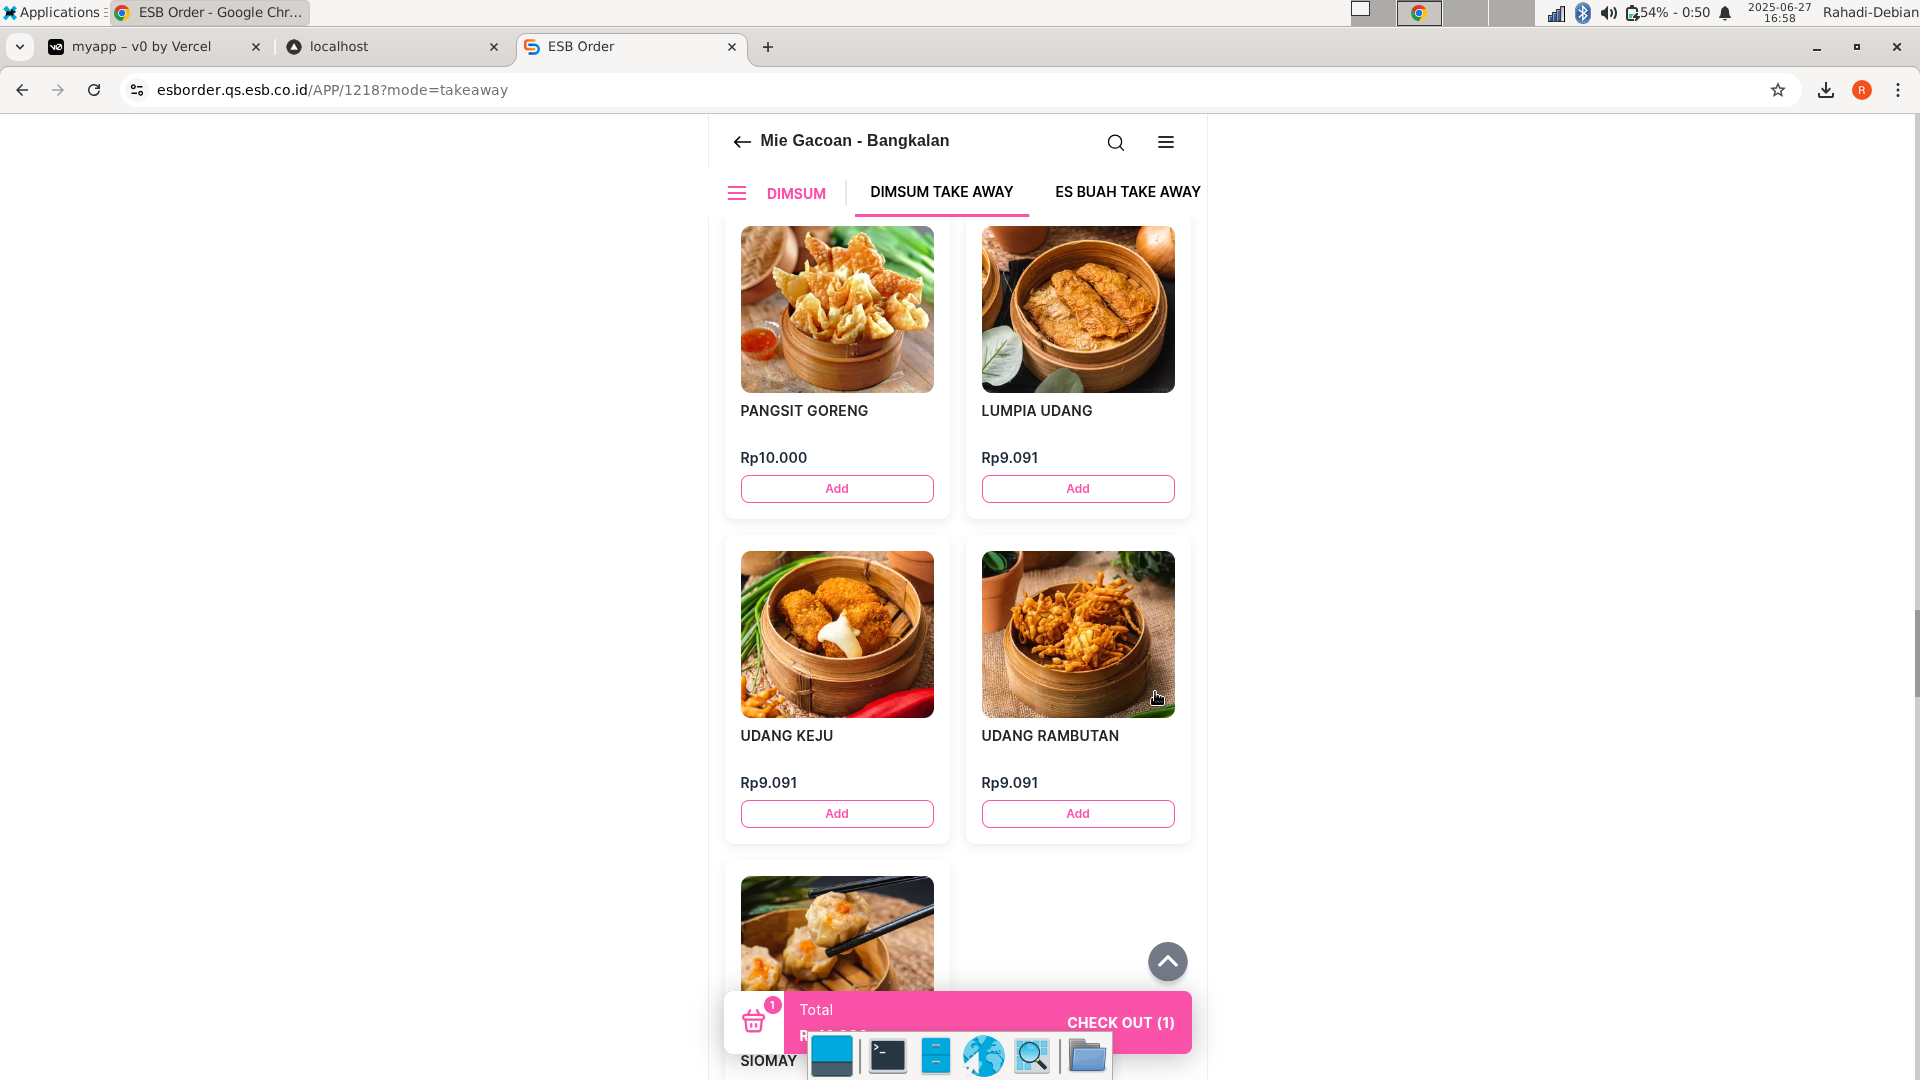 Applications
ESB Order - Google Chr...
54% - 0:50
2025-06-27
16:58
Rahadi-Debian
myapp – v0 by Vercel
localhost
ESB Order
esborder.qs.esb.co.id/APP/1218?mode=takeaway
R
Mie Gacoan - Bangkalan
DIMSUM
DIMSUM TAKE AWAY
ES BUAH TAKE AWAY
PANGSIT GORENG
LUMPIA UDANG
Rp10.000
Rp9.091
Add
Add
UDANG KEJU
UDANG RAMBUTAN
Rp9.091
Rp9.091
Add
Add
1
Total
CHECK OUT (1)
SIOMAY